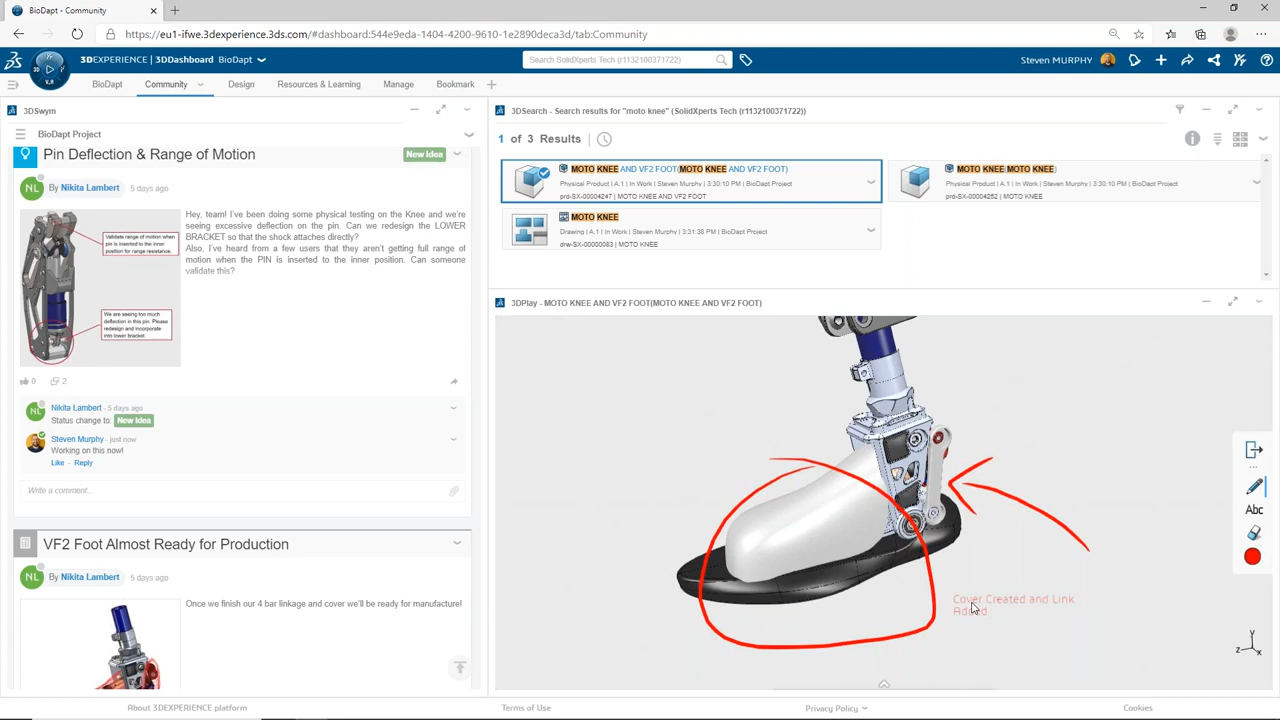 BioDapt - Community
https://eu1-ifwe.3dexperience.3ds.com/#dashboard:544e9eda-1404-4200-9610-1e2890deca3d/tab:Community
3DEXPERIENCE | 3DDashboard BioDapt
Search SolidXperts Tech (r1132100371722)
Steven MURPHY
BioDapt Community Design Resources & Learning Manage Bookmark
3DSwym
BioDapt Project
Pin Deflection & Range of Motion
New Idea
NL By Nikita Lambert 5 days ago
Hey, team! I've been doing some physical testing on the Knee and we're
seeing excessive deflection on the pin. Can we redesign the LOWER
BRACKET so that the shock attaches directly?
Also, I've heard from a few users that they aren't getting full range of
motion when the PIN is inserted to the inner position. Can someone
validate this?
Validate range of motion when
pin is inserted to the inner
position for range resistance.
We are seeing too much
deflection in this pin. Please
redesign and incorporate
into lower bracket.
0 2
NL Nikita Lambert - 5 days ago
Status change to: New Idea
Steven Murphy - just now
Working on this now!
Like - Reply
Write a comment...
VF2 Foot Almost Ready for Production
NL By Nikita Lambert 5 days ago
Once we finish our 4 bar linkage and cover we'll be ready for manufacture!
3DSearch - Search results for "moto knee" (SolidXperts Tech (r1132100371722))
1 of 3 Results
MOTO KNEE AND VF2 FOOT(MOTO KNEE AND VF2 FOOT)
Physical Product | A.1 | In Work | Steven Murphy | 3:30:10 PM | BioDapt Project
prd-SX-00004247 | MOTO KNEE AND VF2 FOOT
MOTO KNEE(MOTO KNEE)
Physical Product | A.1 | In Work | Steven Murphy | 3:30:10 PM | BioDapt Project
prd-SX-00004252 | MOTO KNEE
MOTO KNEE
Drawing | A.1 | In Work | Steven Murphy | 3:31:38 PM | BioDapt Project
drw-SX-00000083 | MOTO KNEE
3DPlay - MOTO KNEE AND VF2 FOOT(MOTO KNEE AND VF2 FOOT)
Abc
Cover Created and Link
Added
z x
About 3DEXPERIENCE platform Terms of Use Privacy Policy Cookies